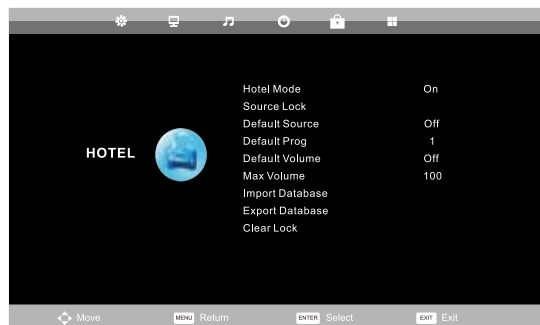 HOTEL
Hotel Mode On
Source Lock
Default Source Off
Default Prog 1
Default Volume Off
Max Volume 100
Import Database
Export Database
Clear Lock
Move MENU Return ENTER Select EXIT Exit